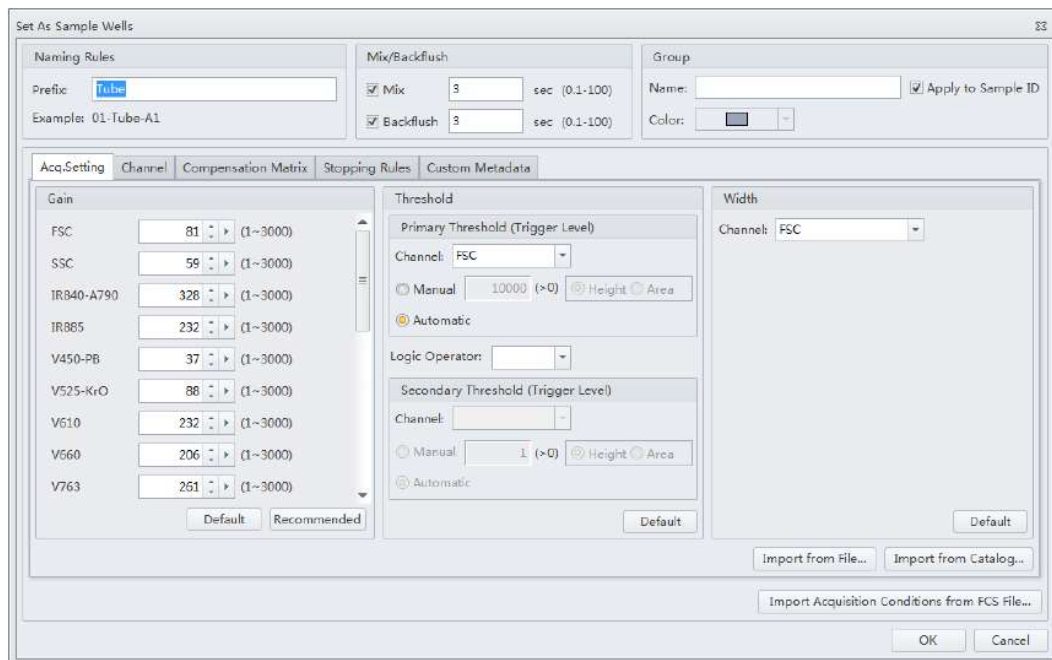 Set As Sample Wells
Naming Rules
Prefix: Tube
Example: 01-Tube-A1
Mix/Backflush
Mix 3 sec (0.1-100)
Backflush 3 sec (0.1-100)
Group
Name: Apply to Sample ID
Color:
Acq.Setting Channel Compensation Matrix Stopping Rules Custom Metadata
Gain
FSC 81 (1~3000)
SSC 59 (1~3000)
IR840-A790 328 (1~3000)
IR885 232 (1~3000)
V450-PB 37 (1~3000)
V525-KrO 88 (1~3000)
V610 232 (1~3000)
V660 206 (1~3000)
V763 261 (1~3000)
Default Recommended
Threshold
Primary Threshold (Trigger Level)
Channel: FSC
Manual 10000 (>0) Height Area
Automatic
Logic Operator:
Secondary Threshold (Trigger Level)
Channel:
Manual 1 (>0) Height Area
Automatic
Default
Width
Channel: FSC
Default
Import from File... Import from Catalog...
Import Acquisition Conditions from FCS File...
OK Cancel